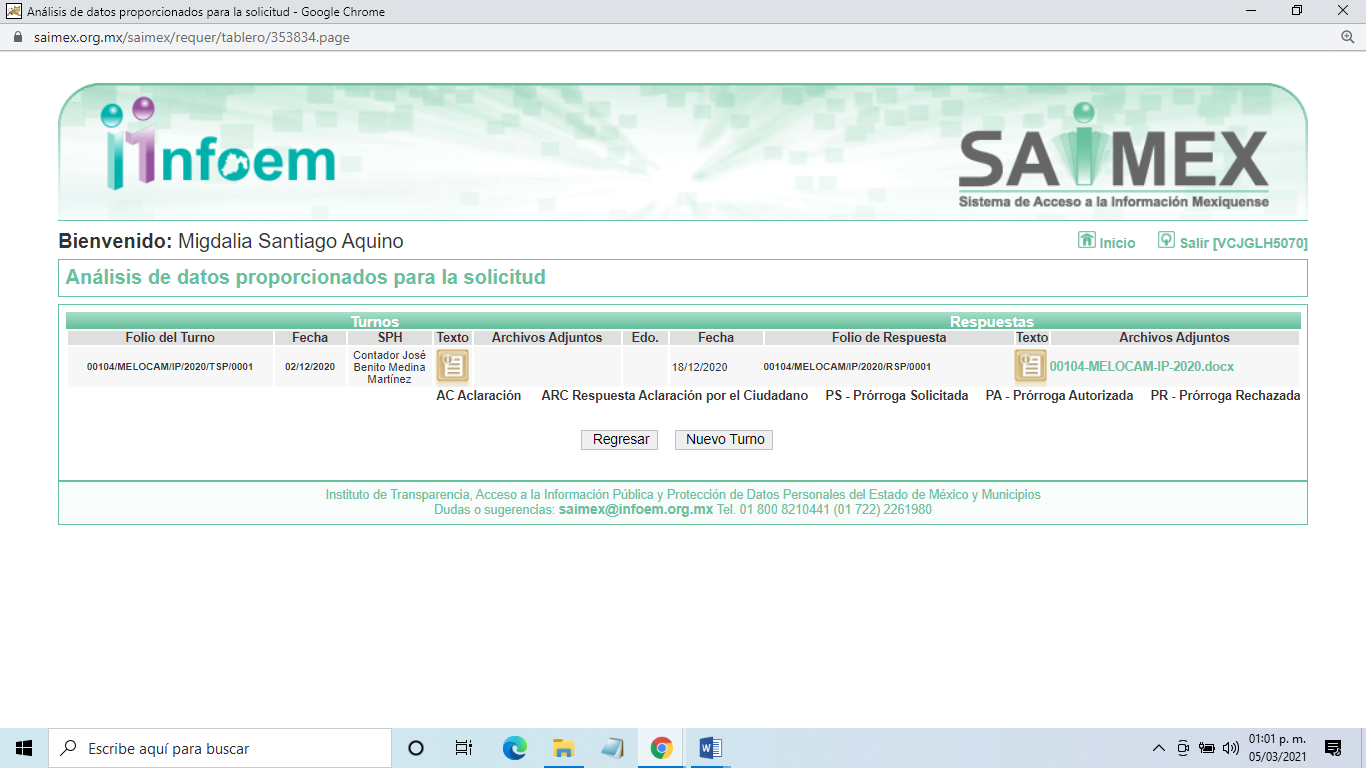 Análisis de datos proporcionados para la solicitud - Google Chrome
saimex.org.mx/saimex/requer/tablero/353834.page
infoem
SAIMEX
Sistema de Acceso a la Información Mexiquense
Bienvenido: Migdalia Santiago Aquino
Inicio Salir [VCJGLH5070]
Análisis de datos proporcionados para la solicitud
Turnos Respuestas
Folio del Turno Fecha SPH Texto Archivos Adjuntos Edo. Fecha Folio de Respuesta Texto Archivos Adjuntos
00104/MELOCAM/IP/2020/TSP/0001 02/12/2020 Contador José Benito Medina Martínez 18/12/2020 00104/MELOCAM/IP/2020/RSP/0001 00104-MELOCAM-IP-2020.docx
AC Aclaración ARC Respuesta Aclaración por el Ciudadano PS - Prórroga Solicitada PA - Prórroga Autorizada PR - Prórroga Rechazada
Regresar Nuevo Turno
Instituto de Transparencia, Acceso a la Información Pública y Protección de Datos Personales del Estado de México y Municipios
Dudas o sugerencias: saimex@infoem.org.mx Tel. 01 800 8210441 (01 722) 2261980
Escribe aquí para buscar
01:01 p. m.
05/03/2021